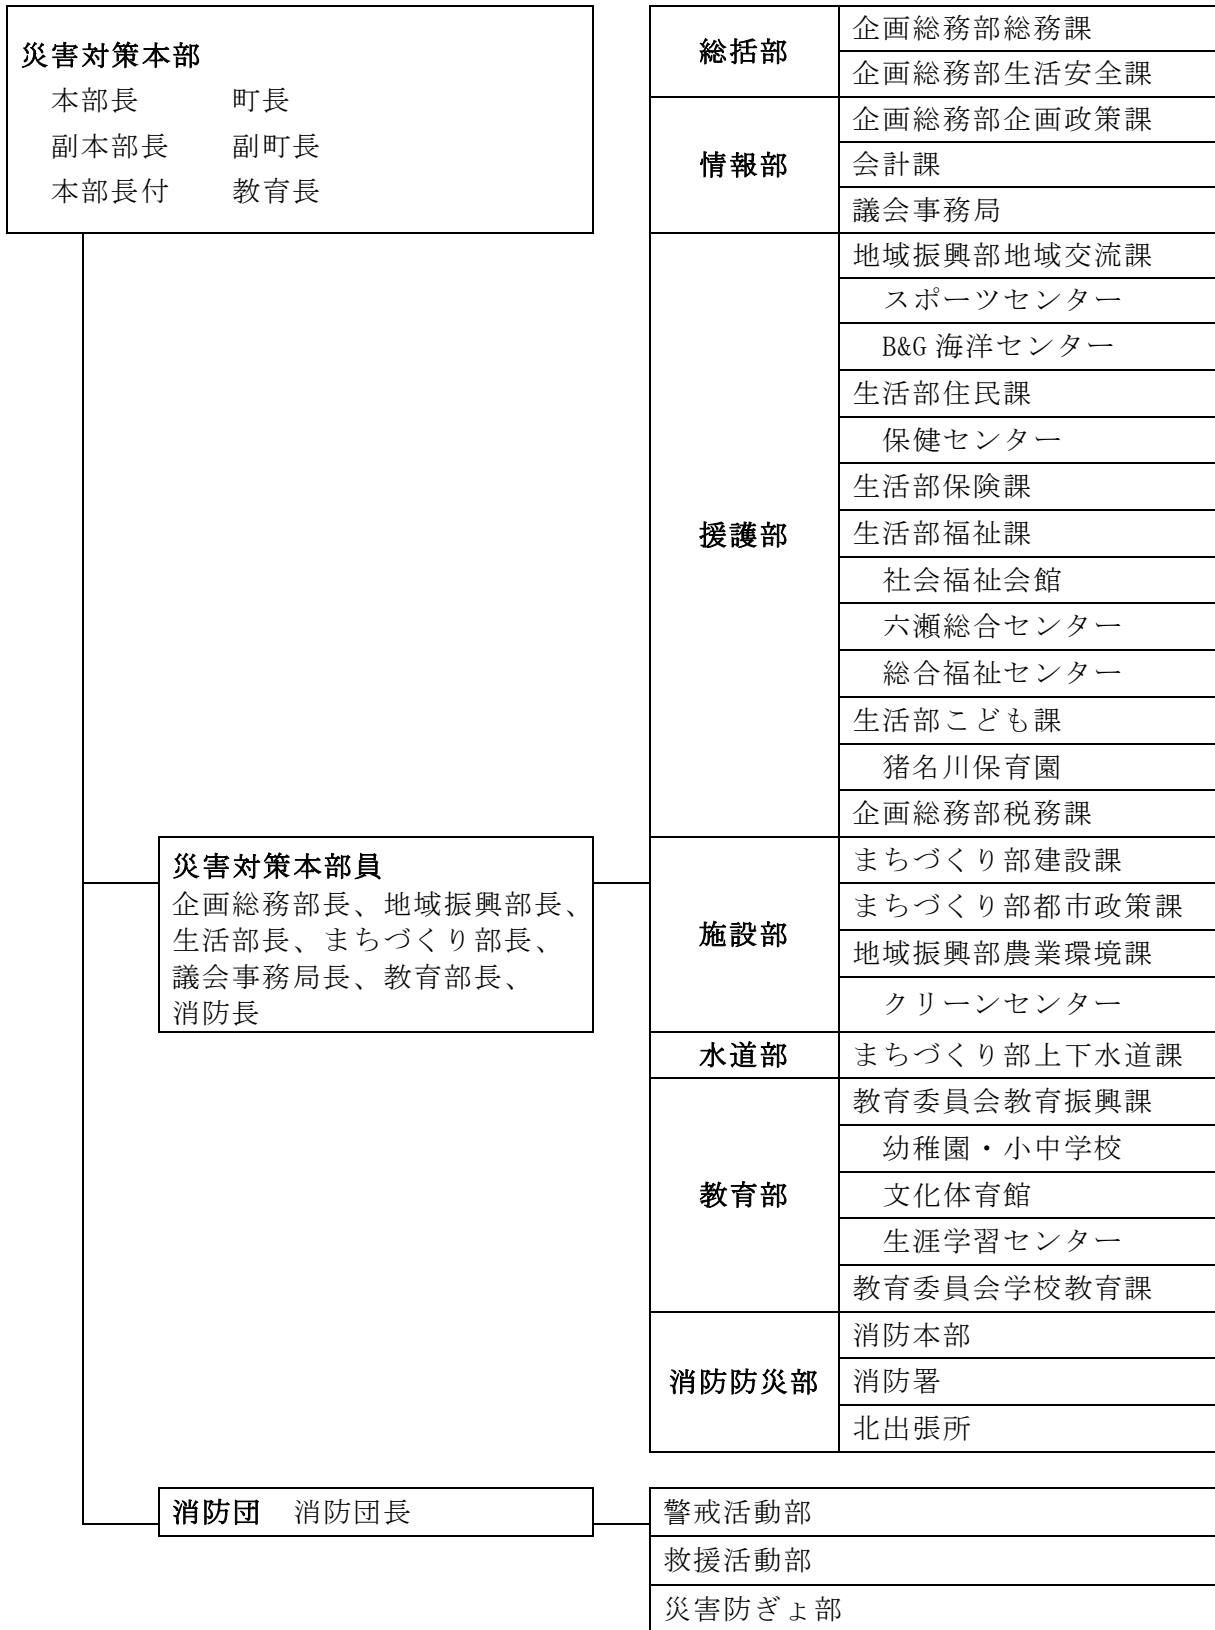 災害対策本部
本部長 町長
副本部長 副町長
本部長付 教育長
総括部
企画総務部総務課
企画総務部生活安全課
情報部
企画総務部企画政策課
会計課
議会事務局
援護部
地域振興部地域交流課
スポーツセンター
B&G 海洋センター
生活部住民課
保健センター
生活部保険課
生活部福祉課
社会福祉会館
六瀬総合センター
総合福祉センター
生活部こども課
猪名川保育園
企画総務部税務課
災害対策本部員
企画総務部長、地域振興部長、
生活部長、まちづくり部長、
議会事務局長、教育部長、
消防長
施設部
まちづくり部建設課
まちづくり部都市政策課
地域振興部農業環境課
クリーンセンター
水道部
まちづくり部上下水道課
教育部
教育委員会教育振興課
幼稚園・小中学校
文化体育館
生涯学習センター
教育委員会学校教育課
消防防災部
消防本部
消防署
北出張所
消防団 消防団長
警戒活動部
救援活動部
災害防ぎょ部